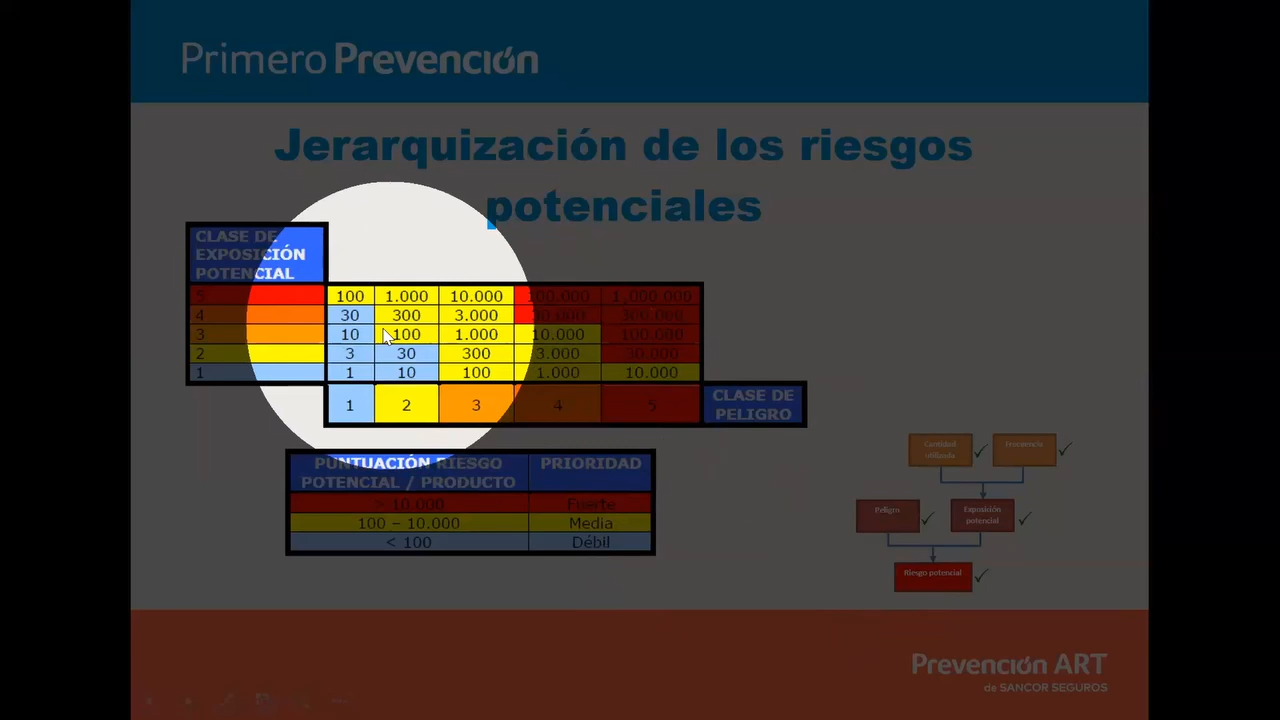 Primero Prevención
Jerarquización de los riesgos
potenciales
CLASE DE
EXPOSICIÓN
POTENCIAL
5 100 1.000 10.000 100.000 1.000.000
4 30 300 3.000 30.000 300.000
3 10 100 1.000 10.000 100.000
2 3 30 300 3.000 30.000
1 1 10 100 1.000 10.000
1 2 3 4 5
CLASE DE
PELIGRO
PUNTUACIÓN RIESGO
POTENCIAL / PRODUCTO
PRIORIDAD
> 10.000 Fuerte
100 – 10.000 Media
< 100 Débil
Cantidad
utilizada
Frecuencia
Peligro
Exposición
potencial
Riesgo potencial
Prevención ART
de SANCOR SEGUROS